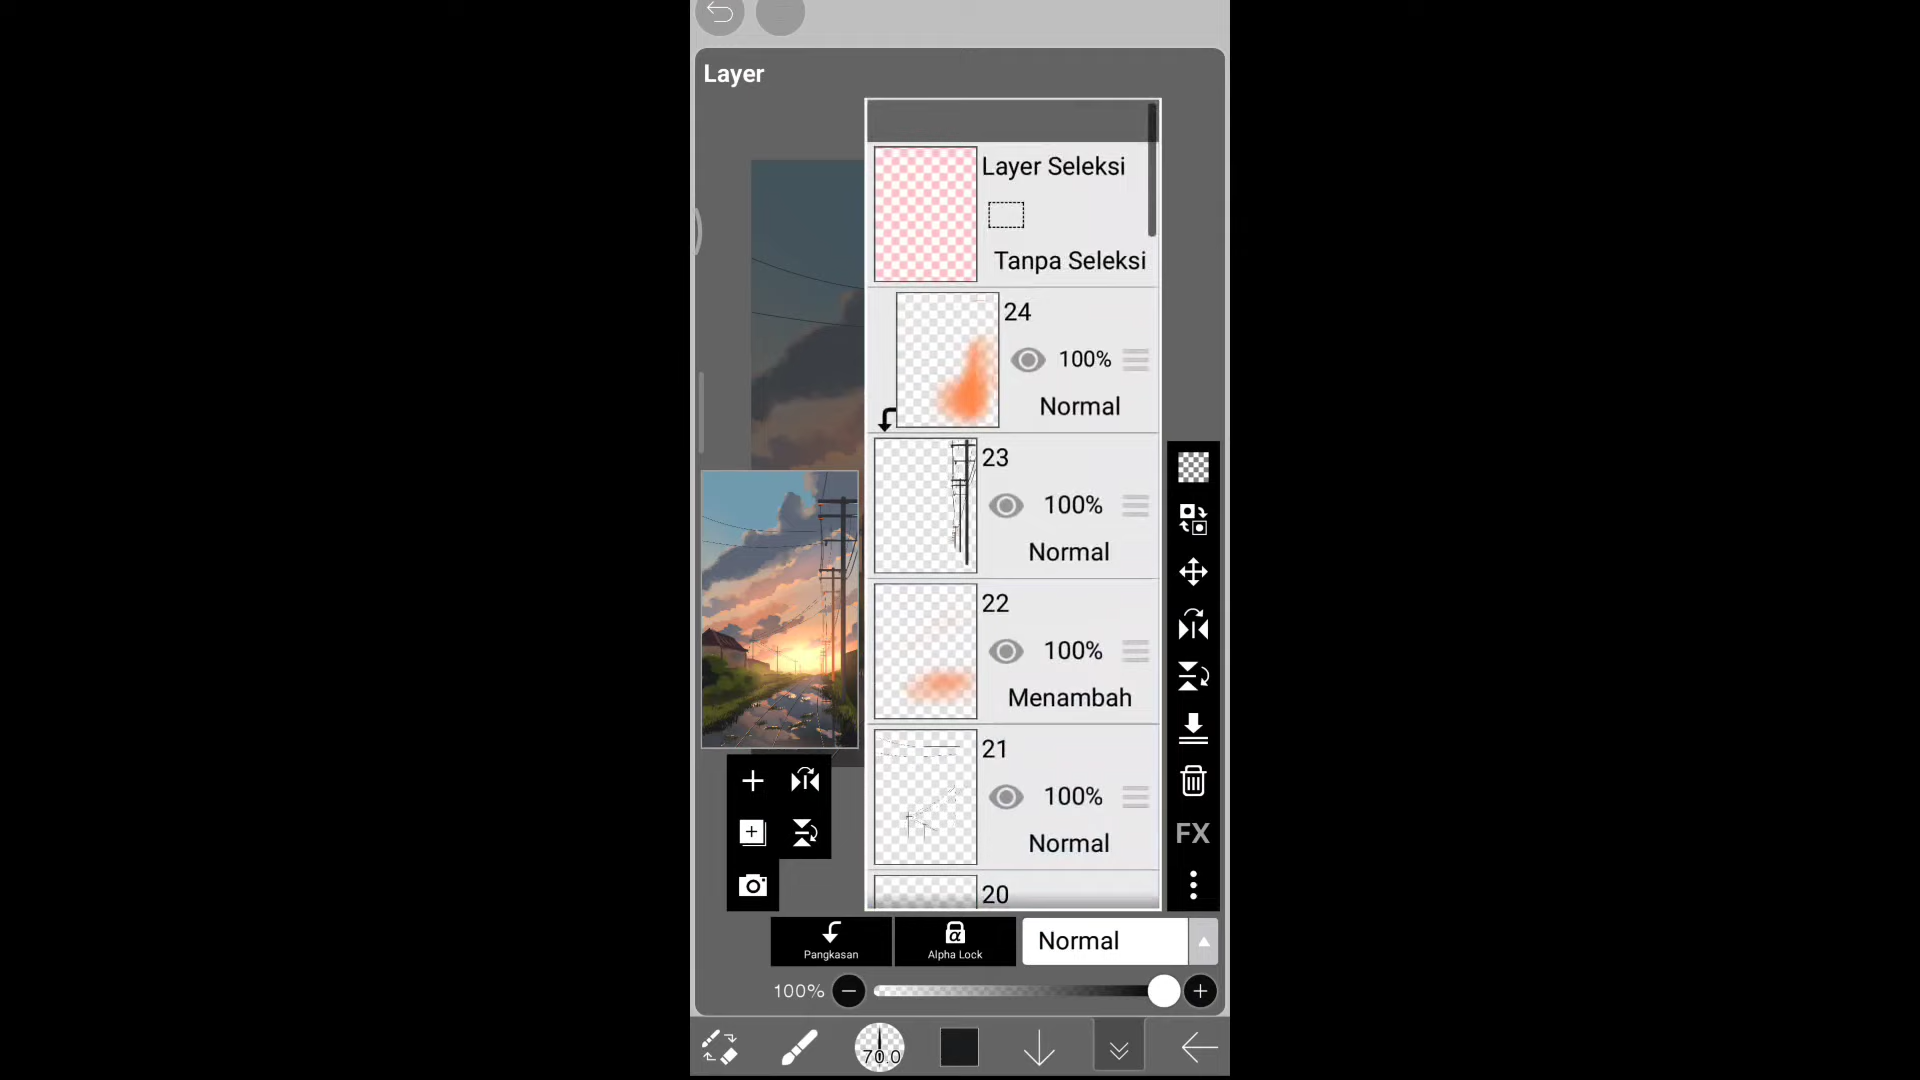 Layer
Layer Seleksi
Tanpa Seleksi
24
100%
Normal
23
100%
Normal
22
100%
Menambah
21
100%
Normal
20
FX
Pangkasan
α
Alpha Lock
Normal
100%
70.0